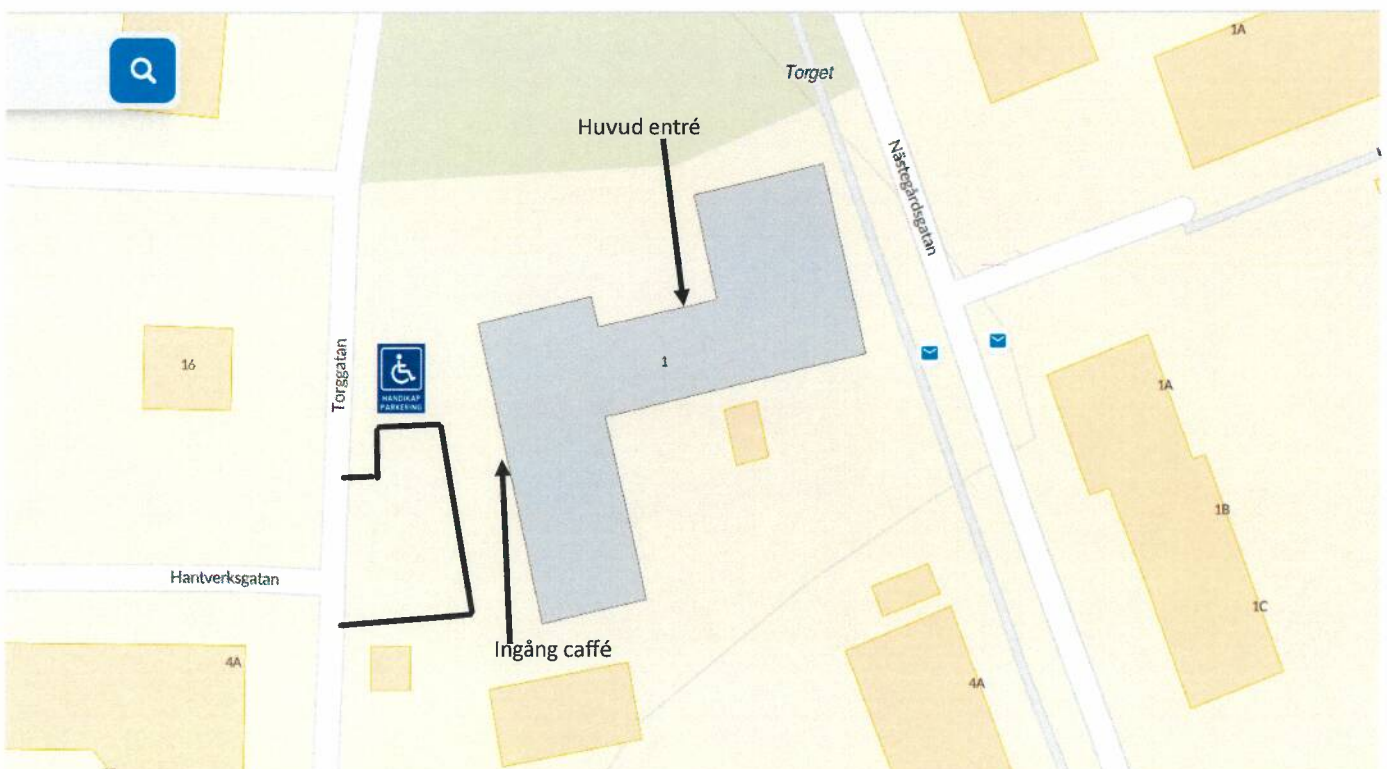 1A
Torget
Huvud entré
Nästegårdsgatan
16
Torggatan
HANDIKAP
PARKERING
1
1A
1B
Hantverksgatan
1C
Ingång caffé
4A
4A